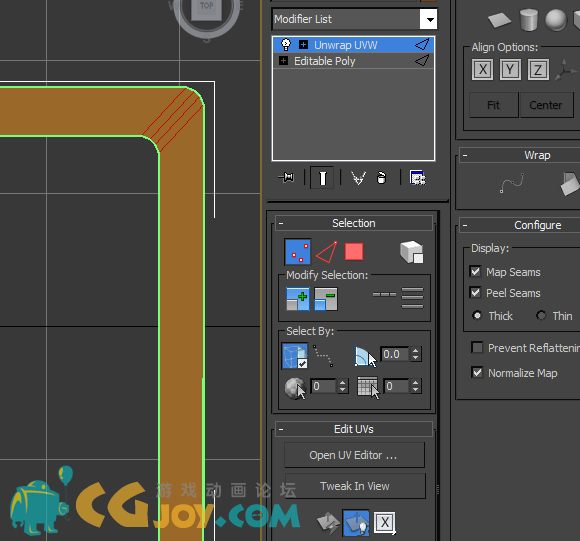 W
TOP
S
Modifier List
Unwrap UVW
Editable Poly
Align Options:
X Y Z
Fit Center
- Wrap
- Selection
Modify Selection:
Select By:
0.0
0 0
- Configure
Display:
Map Seams
Peel Seams
Thick Thin
Prevent Reflattenin
Normalize Map
- Edit UVs
Open UV Editor ...
Tweak In View
X
游戏动画论坛
CGJOY.COM